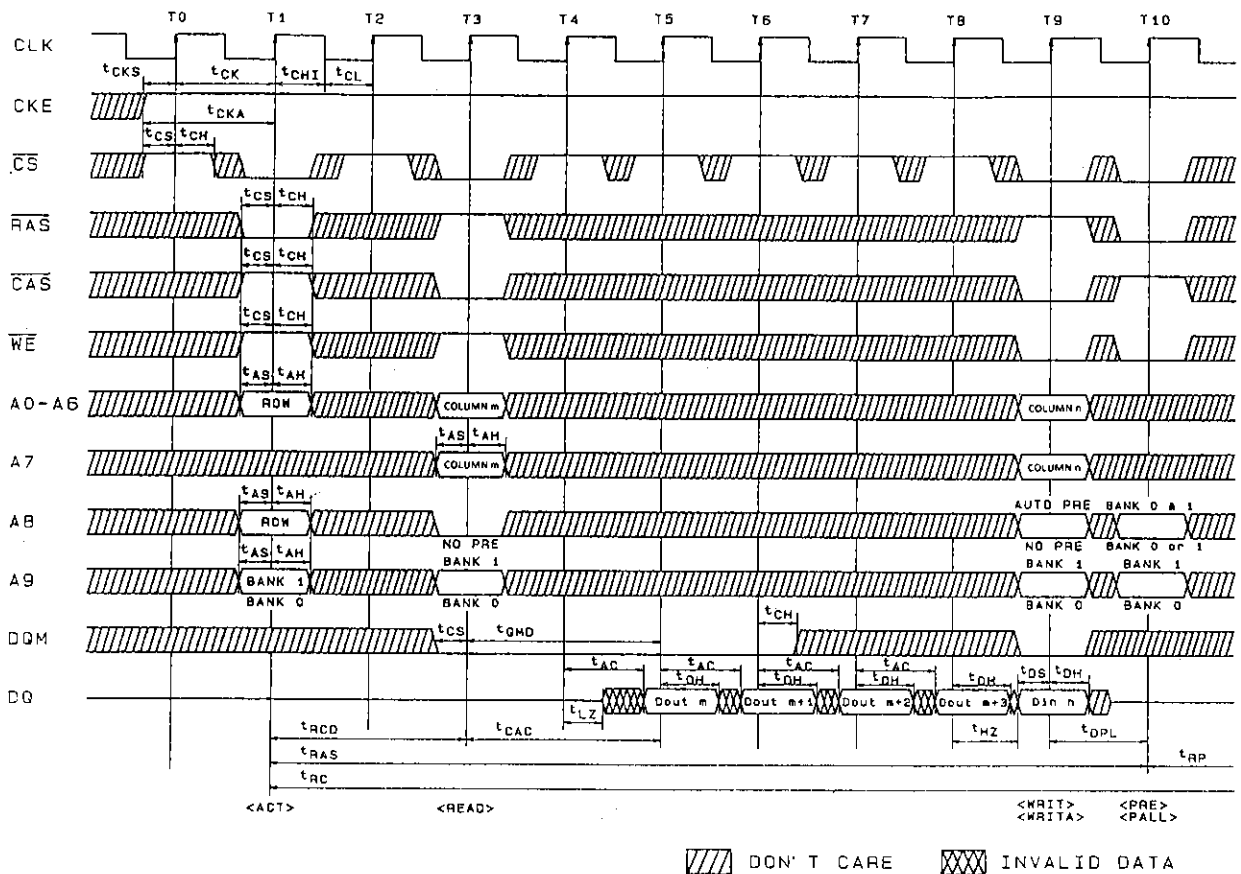 T0 T1 T2 T3 T4 T5 T6 T7 T8 T9 T10
CLK
tCKS tCK tCHI tCL
CKE
tCKA
tCS tCH
CS
tCS tCH
RAS
tCS tCH
CAS
tCS tCH
WE
tAS tAH
A0-A6 ROW COLUMN m COLUMN n
tAS tAH
A7 COLUMN m COLUMN n
tAS tAH AUTO PRE BANK 0 & 1
A8 ROW
NO PRE NO PRE BANK 0 or 1
tAS tAH BANK 1 BANK 1 BANK 1
A9 BANK 1
BANK 0 BANK 0 BANK 0 BANK 0
tCH
DQM tCS tQMD
tAC tAC tAC tAC
tOH tOH tOH tOH tDS tDH
DQ Dout m Dout m+1 Dout m+2 Dout m+3 Din n
tLZ
tRCD tCAC tHZ tDPL
tRAS tRP
tRC
<ACT> <READ> <WRIT> <PRE>
<WRITA> <PALL>
DON'T CARE INVALID DATA